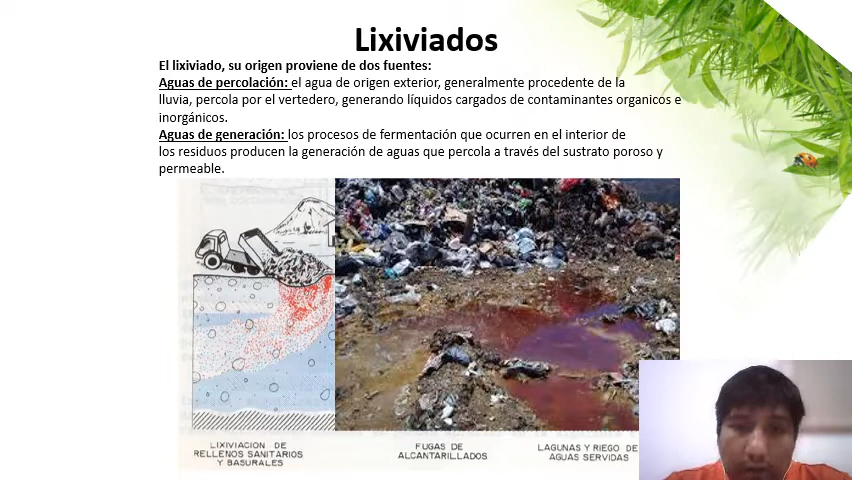 Lixiviados
El lixiviado, su origen proviene de dos fuentes:
Aguas de percolación: el agua de origen exterior, generalmente procedente de la
lluvia, percola por el vertedero, generando líquidos cargados de contaminantes organicos e
inorgánicos.
Aguas de generación: los procesos de fermentación que ocurren en el interior de
los residuos producen la generación de aguas que percola a través del sustrato poroso y
permeable.
LIXIVIACION DE
RELLENOS SANITARIOS
Y BASURALES
FUGAS DE
ALCANTARILLADOS
LAGUNAS Y RIEGO DE
AGUAS SERVIDAS